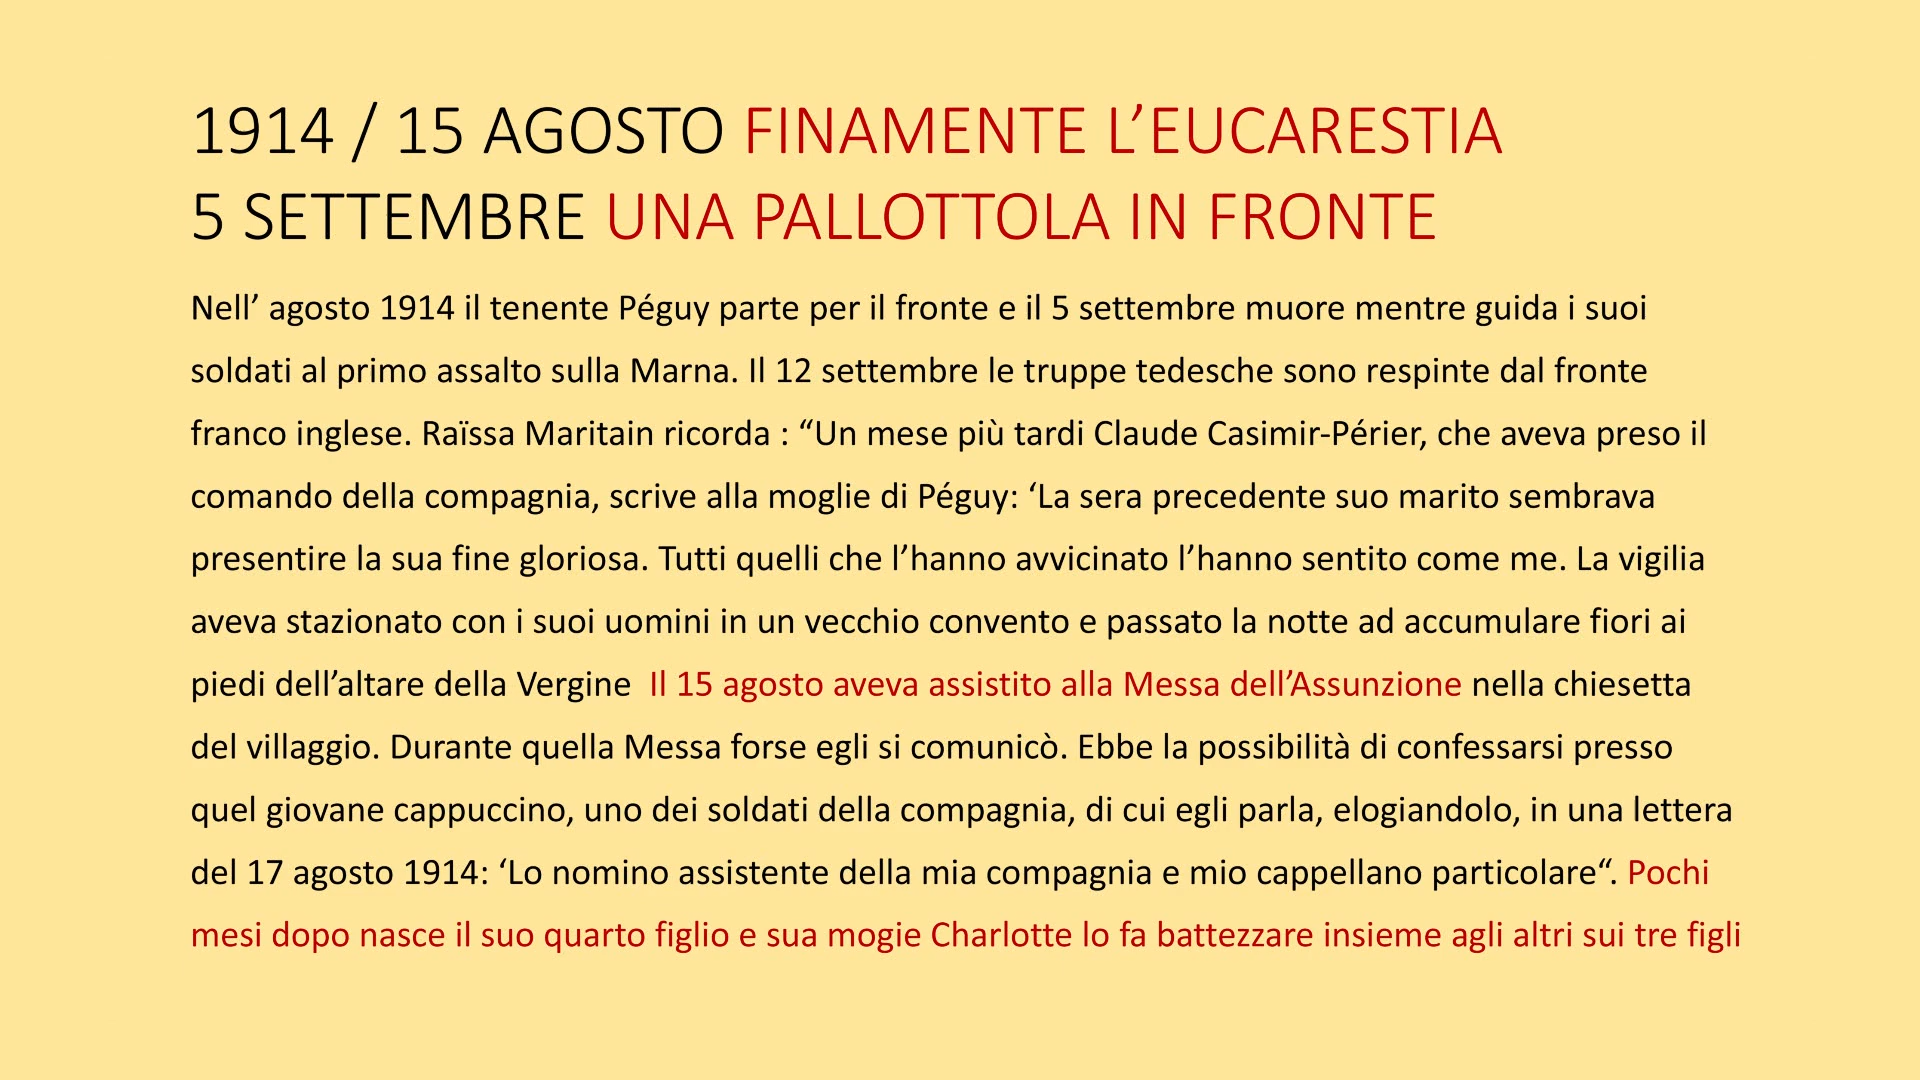 1914 / 15 AGOSTO FINAMENTE L’EUCARESTIA
5 SETTEMBRE UNA PALLOTTOLA IN FRONTE
Nell’ agosto 1914 il tenente Péguy parte per il fronte e il 5 settembre muore mentre guida i suoi
soldati al primo assalto sulla Marna. Il 12 settembre le truppe tedesche sono respinte dal fronte
franco inglese. Raïssa Maritain ricorda : “Un mese più tardi Claude Casimir-Périer, che aveva preso il
comando della compagnia, scrive alla moglie di Péguy: ‘La sera precedente suo marito sembrava
presentire la sua fine gloriosa. Tutti quelli che l’hanno avvicinato l’hanno sentito come me. La vigilia
aveva stazionato con i suoi uomini in un vecchio convento e passato la notte ad accumulare fiori ai
piedi dell’altare della Vergine  Il 15 agosto aveva assistito alla Messa dell’Assunzione nella chiesetta
del villaggio. Durante quella Messa forse egli si comunicò. Ebbe la possibilità di confessarsi presso
quel giovane cappuccino, uno dei soldati della compagnia, di cui egli parla, elogiandolo, in una lettera
del 17 agosto 1914: ‘Lo nomino assistente della mia compagnia e mio cappellano particolare“. Pochi
mesi dopo nasce il suo quarto figlio e sua mogie Charlotte lo fa battezzare insieme agli altri sui tre figli